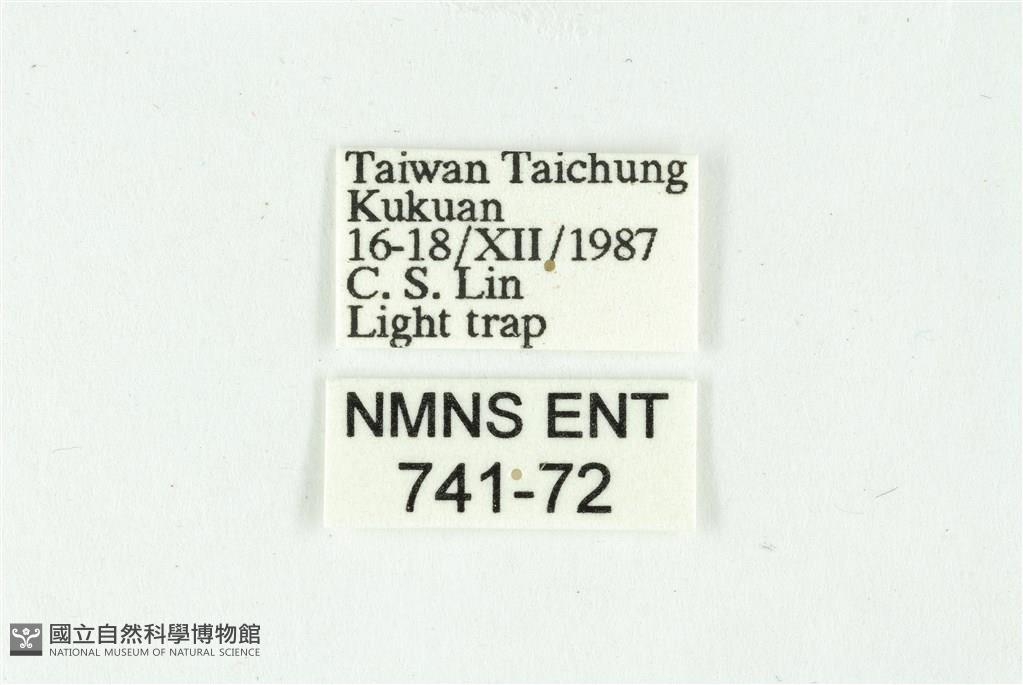 Taiwan Taichung
Kukuan
16-18/XII/1987
C. S. Lin
Light trap
NMNS ENT
741-72
國立自然科學博物館
NATIONAL MUSEUM OF NATURAL SCIENCE